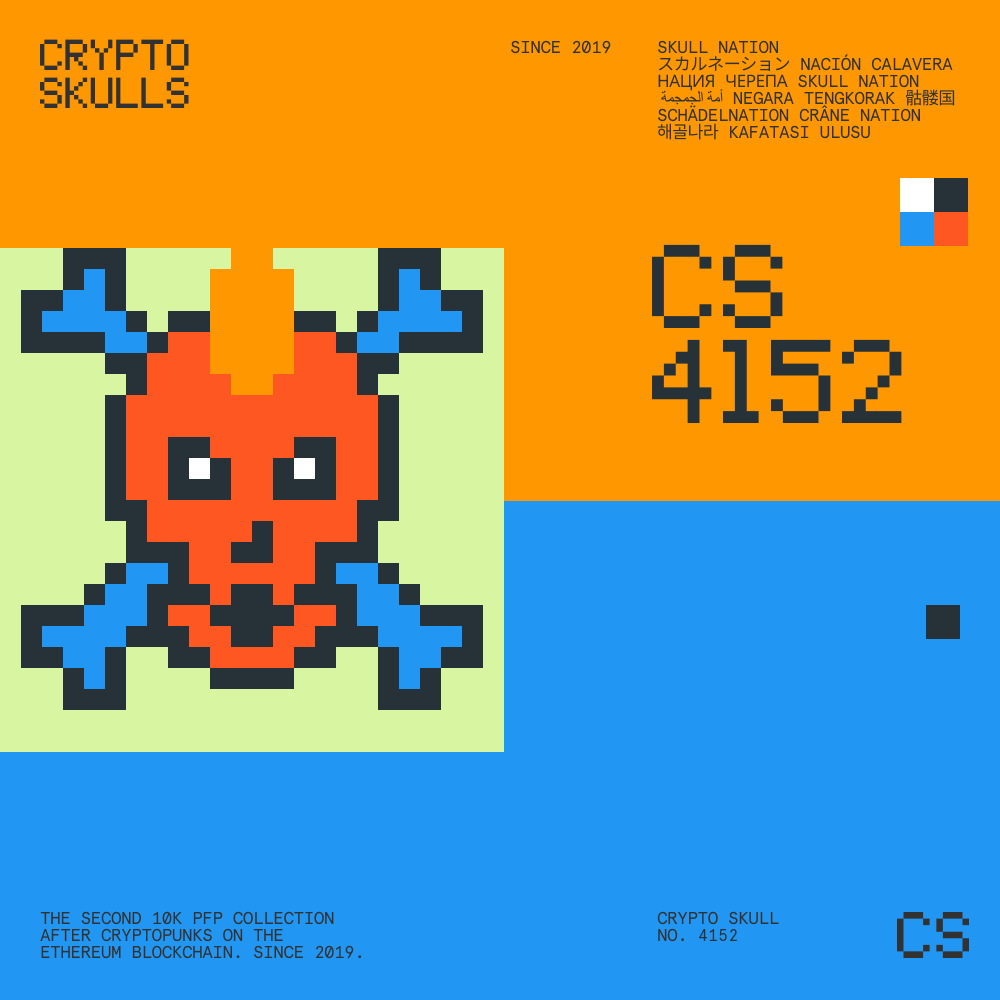 CRYPTO
SKULLS
SINCE 2019
SKULL NATION
スカルネーション NACIÓN CALAVERA
НАЦИЯ ЧЕРЕПА SKULL NATION
أمة الجمجمة NEGARA TENGKORAK 骷髅国
SCHÄDELNATION CRÂNE NATION
해골나라 KAFATASI ULUSU
CS
4152
THE SECOND 10K PFP COLLECTION
AFTER CRYPTOPUNKS ON THE
ETHEREUM BLOCKCHAIN. SINCE 2019.
CRYPTO SKULL
NO. 4152
CS